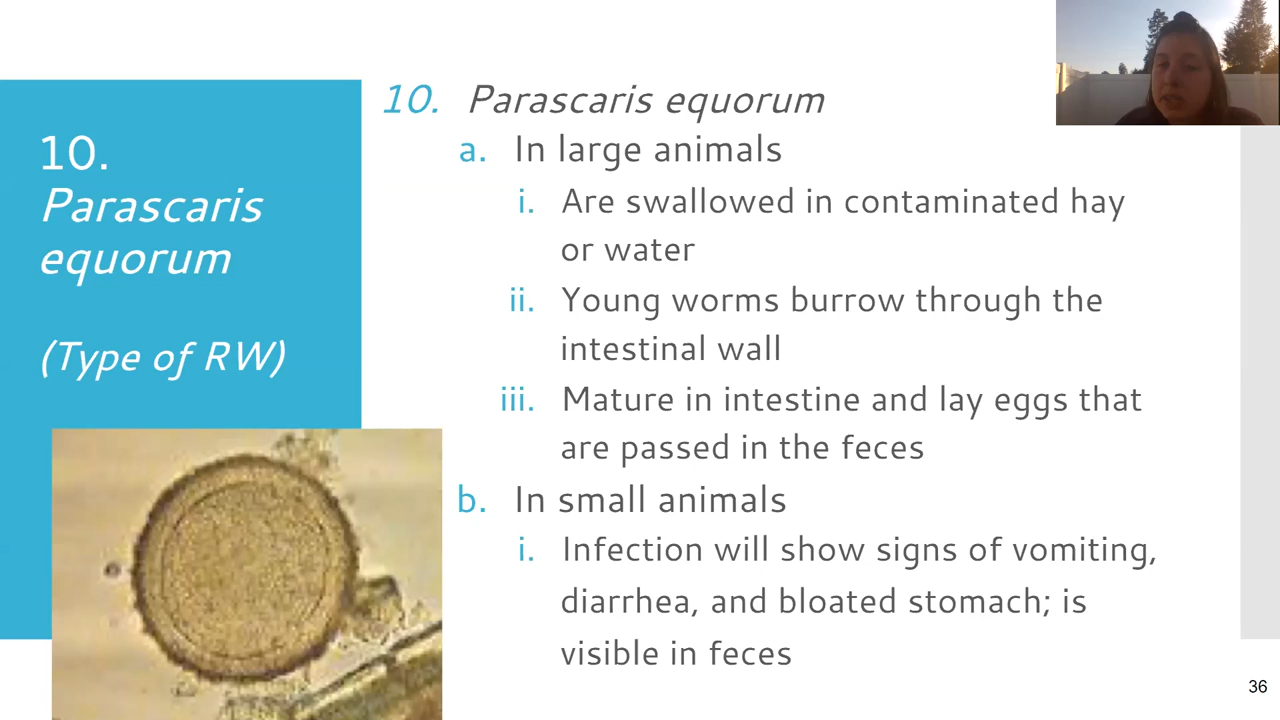 10.
Parascaris
equorum
(Type of RW)
10. Parascaris equorum
a. In large animals
i. Are swallowed in contaminated hay
or water
ii. Young worms burrow through the
intestinal wall
iii. Mature in intestine and lay eggs that
are passed in the feces
b. In small animals
i. Infection will show signs of vomiting,
diarrhea, and bloated stomach; is
visible in feces
36